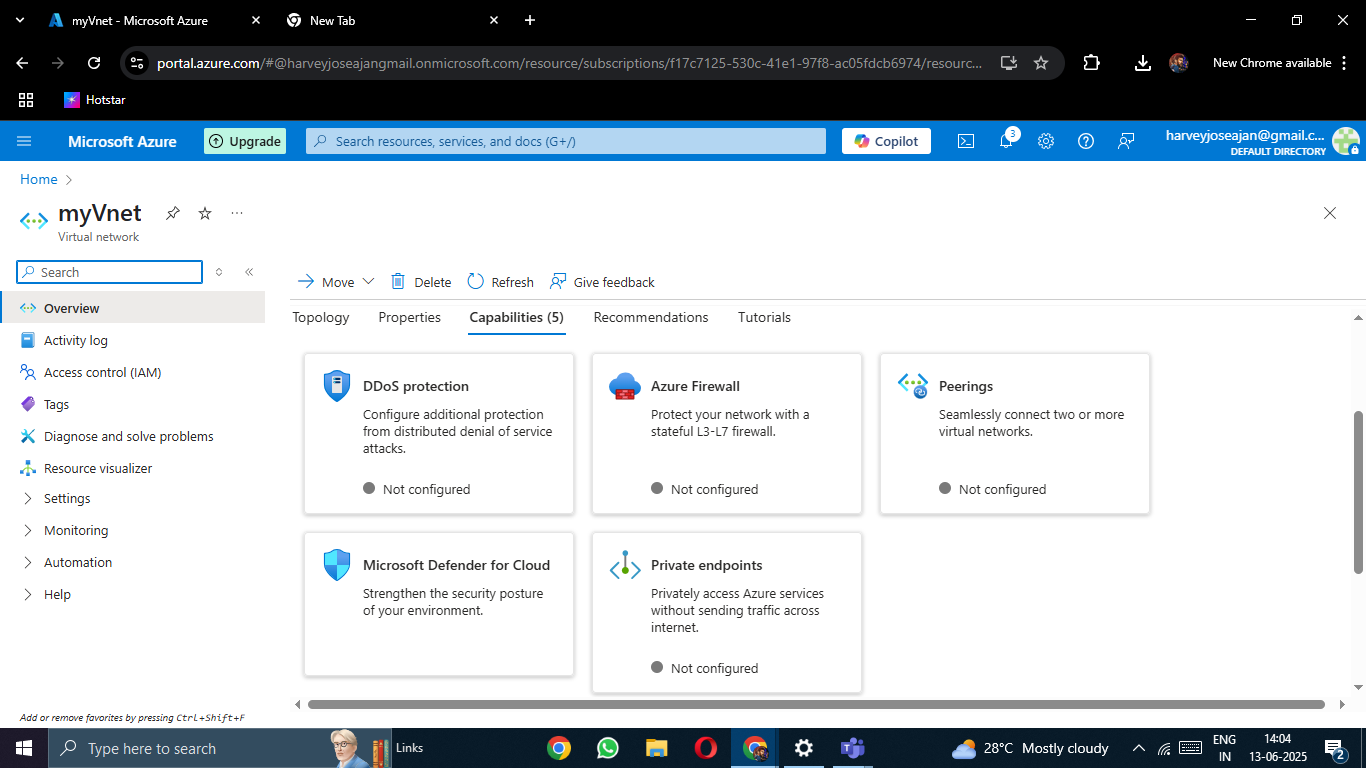 myVnet - Microsoft Azure
New Tab
portal.azure.com/#@harveyjoseajangmail.onmicrosoft.com/resource/subscriptions/f17c7125-530c-41e1-97f8-ac05fdcb6974/resourc...
New Chrome available
Hotstar
Microsoft Azure
Upgrade
Search resources, services, and docs (G+/)
Copilot
3
harveyjoseajan@gmail.c...
DEFAULT DIRECTORY
Home
myVnet
Virtual network
Search
Overview
Activity log
Access control (IAM)
Tags
Diagnose and solve problems
Resource visualizer
Settings
Monitoring
Automation
Help
Add or remove favorites by pressing Ctrl+Shift+F
Move
Delete
Refresh
Give feedback
Topology
Properties
Capabilities (5)
Recommendations
Tutorials
DDoS protection
Configure additional protection
from distributed denial of service
attacks.
Not configured
Azure Firewall
Protect your network with a
stateful L3-L7 firewall.
Not configured
Peerings
Seamlessly connect two or more
virtual networks.
Not configured
Microsoft Defender for Cloud
Strengthen the security posture
of your environment.
Private endpoints
Privately access Azure services
without sending traffic across
internet.
Not configured
Type here to search
Links
28°C Mostly cloudy
ENG
IN
14:04
13-06-2025
2